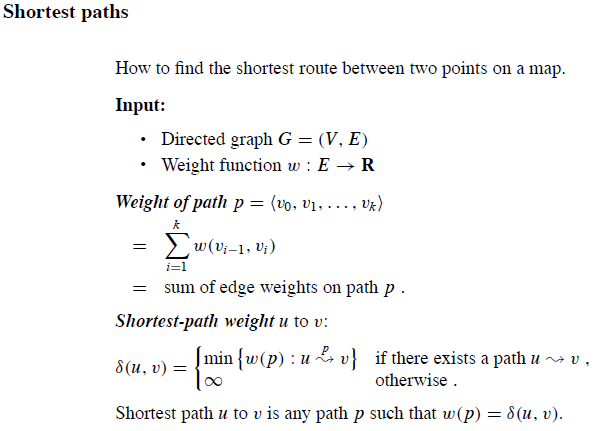 Shortest paths
How to find the shortest route between two points on a map.
Input:
• Directed graph G = (V, E)
• Weight function w : E → R
Weight of path p = ⟨v₀, v₁, . . . , vₖ⟩
= ∑_{i=1}^{k} w(vᵢ₋₁, vᵢ)
= sum of edge weights on path p .
Shortest-path weight u to v:
δ(u, v) = { min {w(p) : u ⤳^p v} if there exists a path u ⤳ v ,
∞ otherwise .
Shortest path u to v is any path p such that w(p) = δ(u, v).